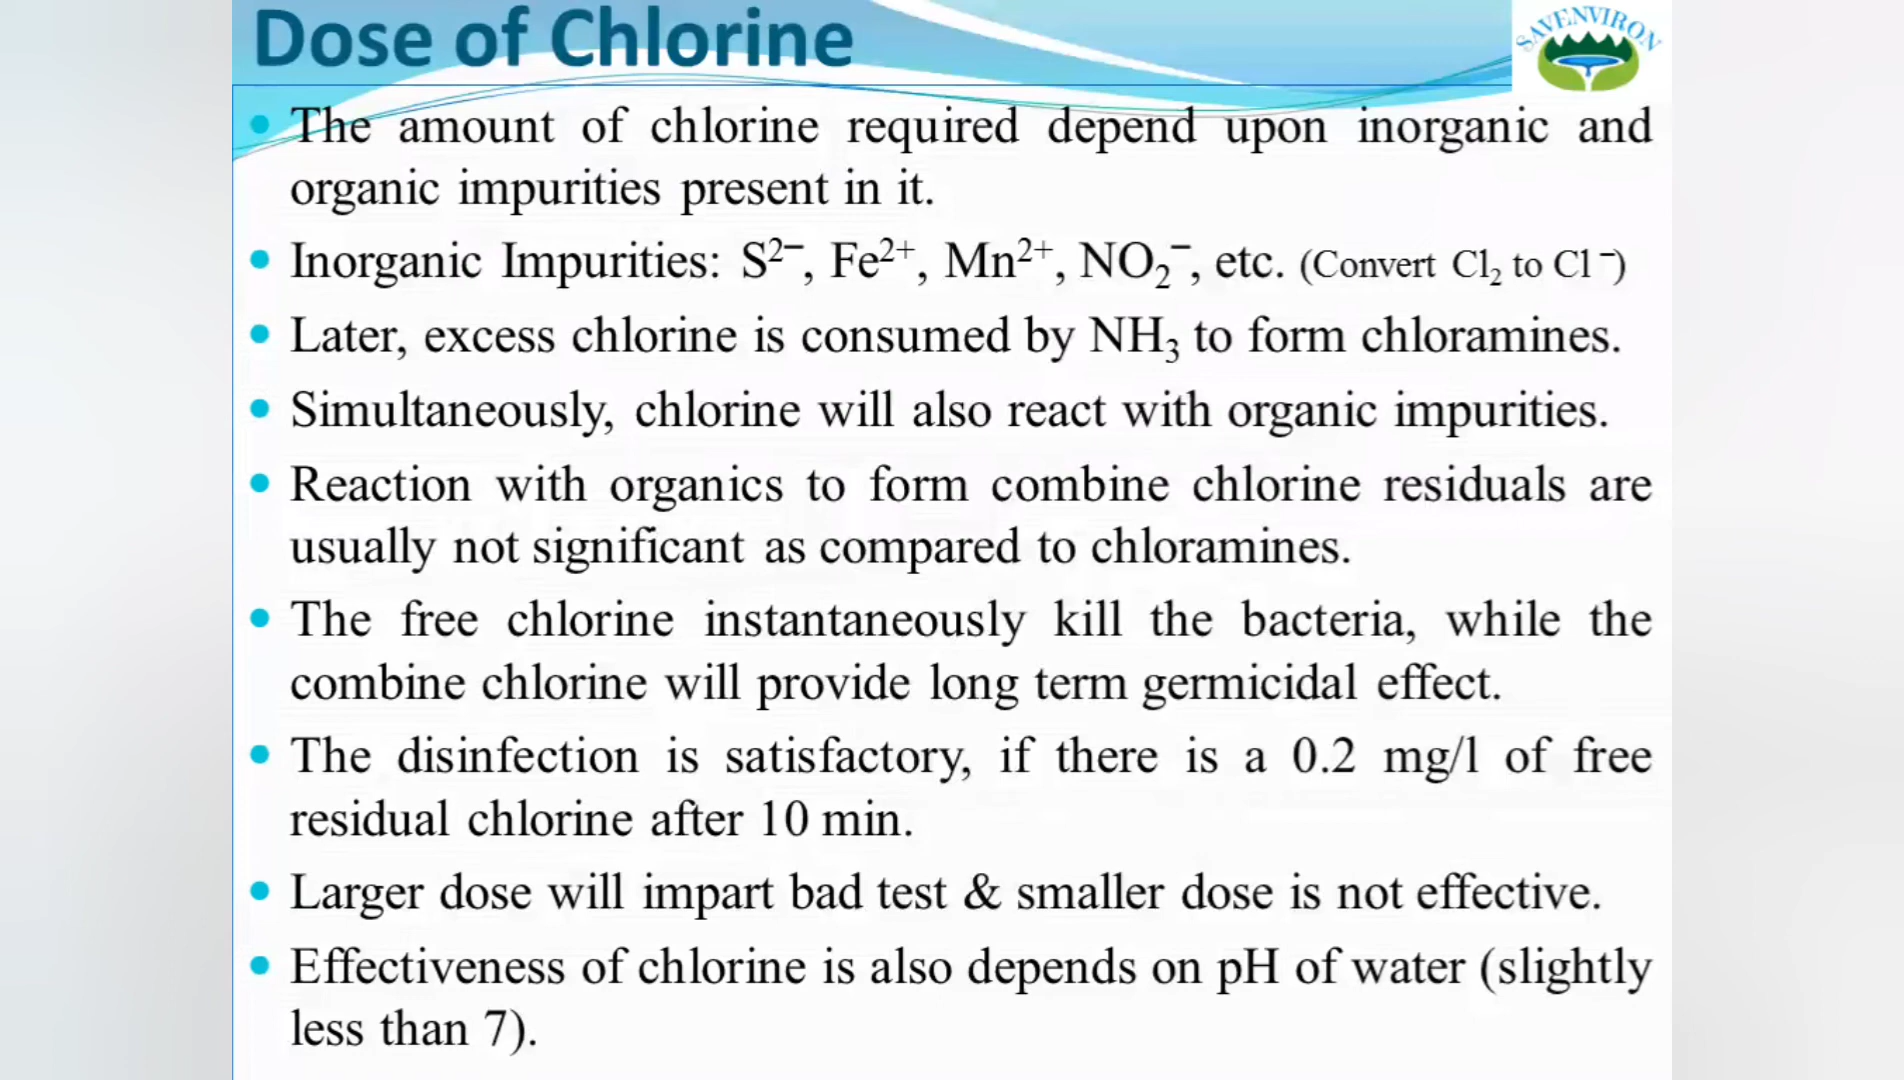 Dose of Chlorine
SAVENVIRON
• The amount of chlorine required depend upon inorganic and
organic impurities present in it.
• Inorganic Impurities: S²⁻, Fe²⁺, Mn²⁺, NO₂⁻, etc. (Convert Cl₂ to Cl⁻)
• Later, excess chlorine is consumed by NH₃ to form chloramines.
• Simultaneously, chlorine will also react with organic impurities.
• Reaction with organics to form combine chlorine residuals are
usually not significant as compared to chloramines.
• The free chlorine instantaneously kill the bacteria, while the
combine chlorine will provide long term germicidal effect.
• The disinfection is satisfactory, if there is a 0.2 mg/l of free
residual chlorine after 10 min.
• Larger dose will impart bad test & smaller dose is not effective.
• Effectiveness of chlorine is also depends on pH of water (slightly
less than 7).